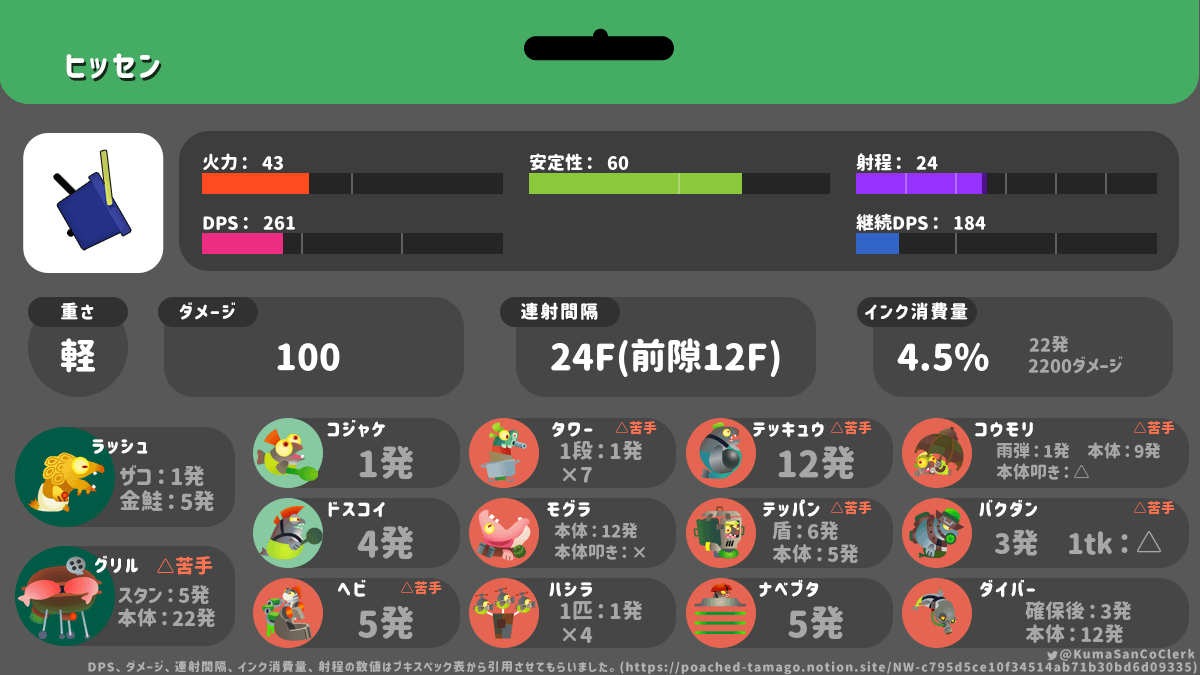 ヒッセン
火力： 43
安定性： 60
射程： 24
DPS： 261
継続DPS： 184
重さ
軽
ダメージ
100
連射間隔
24F(前隙12F)
インク消費量
4.5%
22発
2200ダメージ
ラッシュ
ザコ：1発
金鮭：5発
グリル △苦手
スタン：5発
本体：22発
コジャケ
1発
ドスコイ
4発
ヘビ △苦手
5発
タワー △苦手
1段：1発
×7
モグラ
本体：12発
本体叩き：×
ハシラ
1匹：1発
×4
テッキュウ △苦手
12発
テッパン △苦手
盾：6発
本体：5発
ナベブタ
5発
コウモリ △苦手
雨弾：1発 本体：9発
本体叩き：△
バクダン △苦手
3発 1tk：△
ダイバー
確保後：3発
本体：12発
DPS、ダメージ、連射間隔、インク消費量、射程の数値はブキスペック表から引用させてもらいました。(https://poached-tamago.notion.site/NW-c795d5ce10f34514ab71b30bd6d09335)
@KumaSanCoClerk